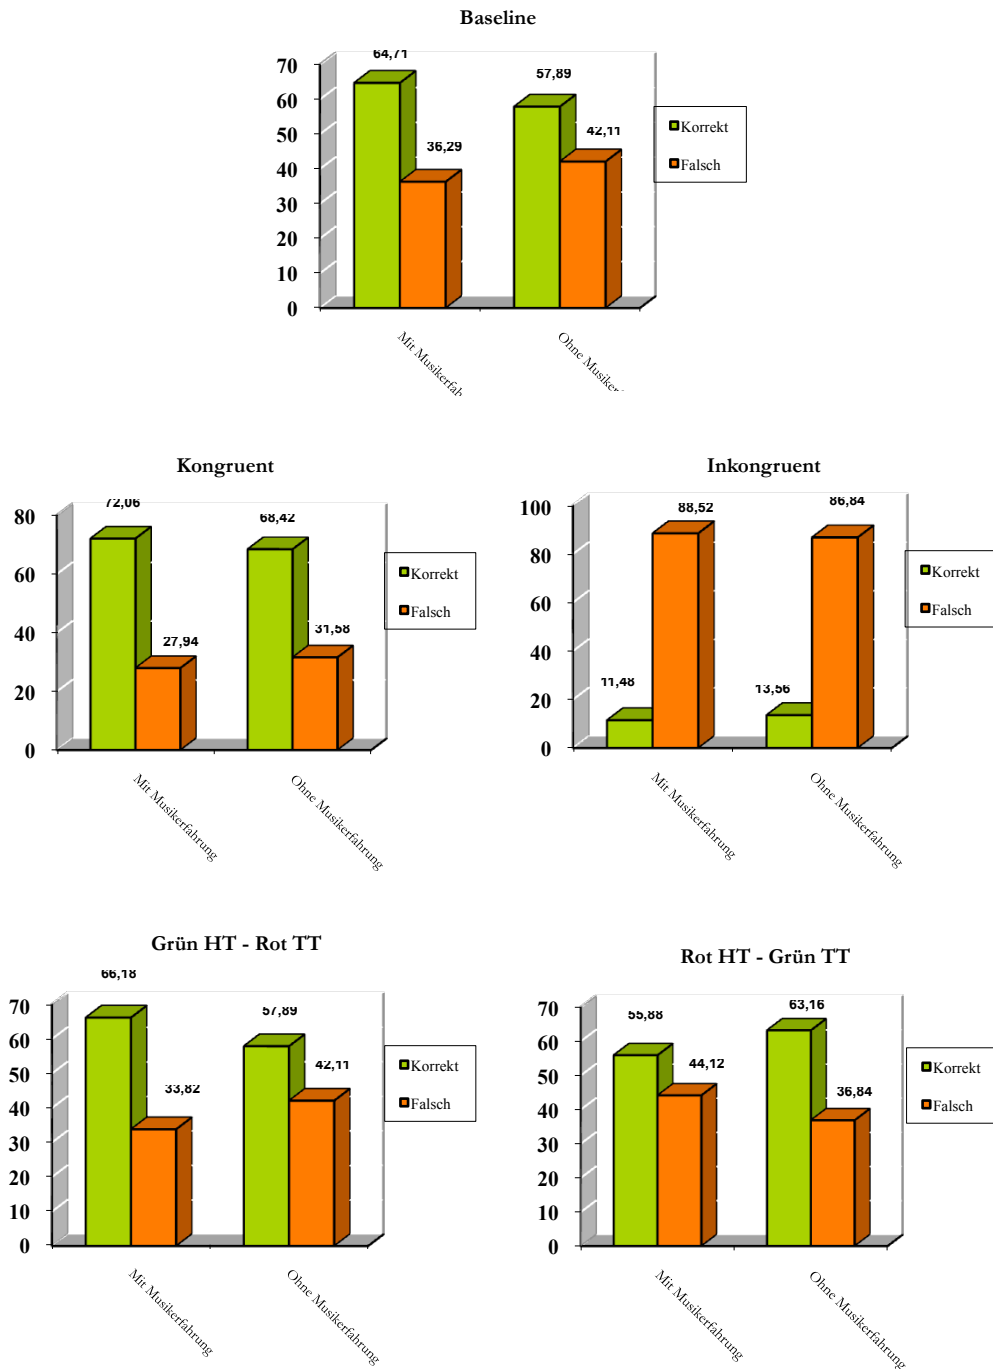 Baseline
64,71
57,89
42,11
36,29
70
60
50
40
30
20
10
0
Korrekt
Falsch
Mit Musikerfah
Ohne Musiker
Kongruent
72,06
68,42
27,94
31,58
80
60
40
20
0
Korrekt
Falsch
Mit Musikerfahrung
Ohne Musikerfahrung
Inkongruent
88,52
86,84
11,48
13,56
100
80
60
40
20
0
Korrekt
Falsch
Mit Musikerfahrung
Ohne Musikerfahrung
Grün HT - Rot TT
66,18
57,89
42,11
33,82
70
60
50
40
30
20
10
0
Korrekt
Falsch
Mit Musikerfahrung
Ohne Musikerfahrung
Rot HT - Grün TT
55,88
63,16
44,12
36,84
70
60
50
40
30
20
10
0
Korrekt
Falsch
Mit Musikerfahrung
Ohne Musikerfahrung